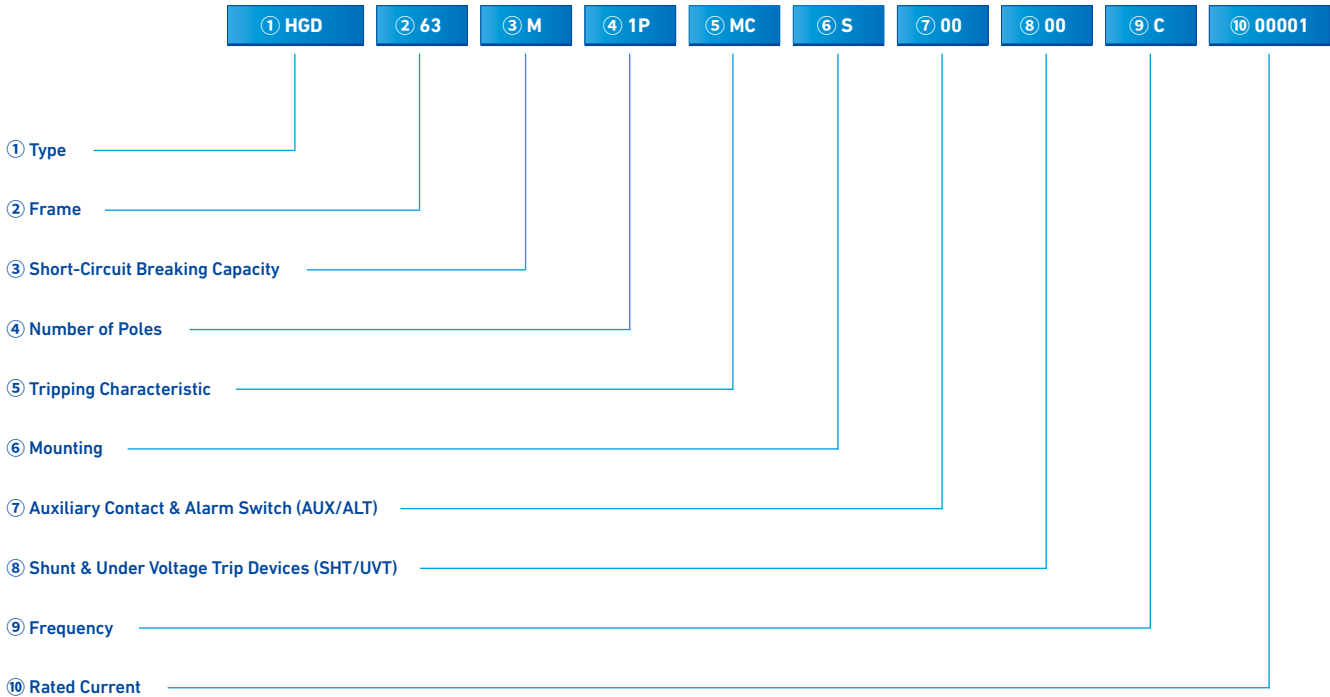 ① HGD ② 63 ③ M ④ 1P ⑤ MC ⑥ S ⑦ 00 ⑧ 00 ⑨ C ⑩ 00001
① Type
② Frame
③ Short-Circuit Breaking Capacity
④ Number of Poles
⑤ Tripping Characteristic
⑥ Mounting
⑦ Auxiliary Contact & Alarm Switch (AUX/ALT)
⑧ Shunt & Under Voltage Trip Devices (SHT/UVT)
⑨ Frequency
⑩ Rated Current